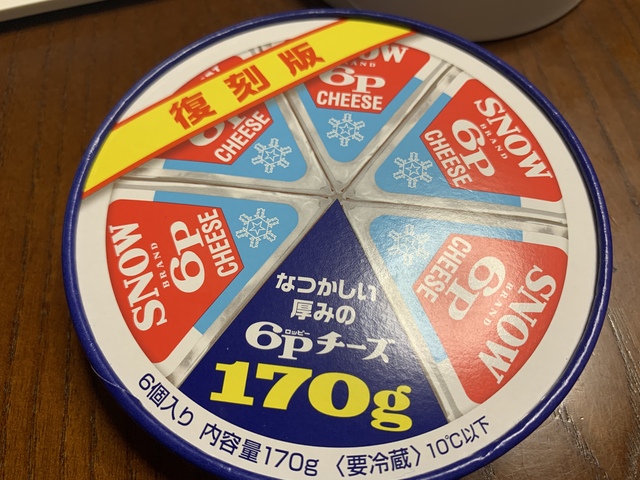 復刻版
SNOW
BRAND
6P
CHEESE
6P
CHEESE
SNOW
BRAND
6P
CHEESE
SNOW
BRAND
6P
CHEESE
SNOW
BRAND
6P
CHEESE
なつかしい
厚みの
ロッピー
6pチーズ
170g
6個入り 内容量170g 〈要冷蔵〉10℃以下